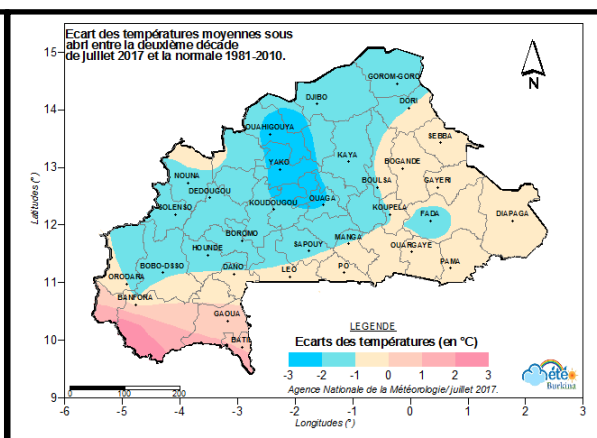 Ecart des températures moyennes sous
abri entre la deuxième décade
de juillet 2017 et la normale 1981-2010.
15
14
13
12
11
10
9
Latitudes (°)
N
GOROM-GORO
DJIBO
DORI
OUAHIGOUYA
SEBBA
YAKO
KAYA
BOGANDE
NOUNA
DEDOUGOU
BOULSA
GAYERI
SOLENSO
KOUDOUGOU
OUAGA
KOUPELA
FADA
DIAPAGA
BOROMO
MANGA
HOUNDE
SAPOUY
OUARGAYE
BOBO-DSSO
DANO
LEO
PO
PAMA
ORODARA
BANFORA
GAOUA
BATIE
LEGENDE
Ecarts des températures (en °C)
-3 -2 -1 0 1 2 3
Agence Nationale de la Météorologie/ juillet 2017.
Météo
Burkina
0 100 200
-6 -5 -4 -3 -2 -1 0 1 2 3
Longitudes (°)